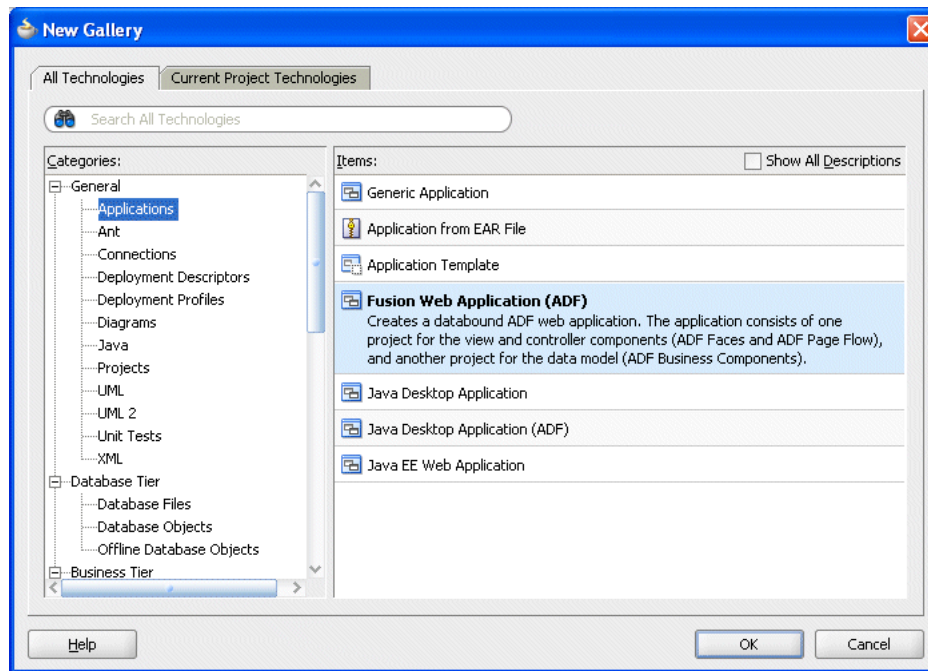 New Gallery
All Technologies
Current Project Technologies
Search All Technologies
Categories:
General
Applications
Ant
Connections
Deployment Descriptors
Deployment Profiles
Diagrams
Java
Projects
UML
UML 2
Unit Tests
XML
Database Tier
Database Files
Database Objects
Offline Database Objects
Business Tier
Items:
Show All Descriptions
Generic Application
Application from EAR File
Application Template
Fusion Web Application (ADF)
Creates a databound ADF web application. The application consists of one
project for the view and controller components (ADF Faces and ADF Page Flow),
and another project for the data model (ADF Business Components).
Java Desktop Application
Java Desktop Application (ADF)
Java EE Web Application
Help
OK
Cancel